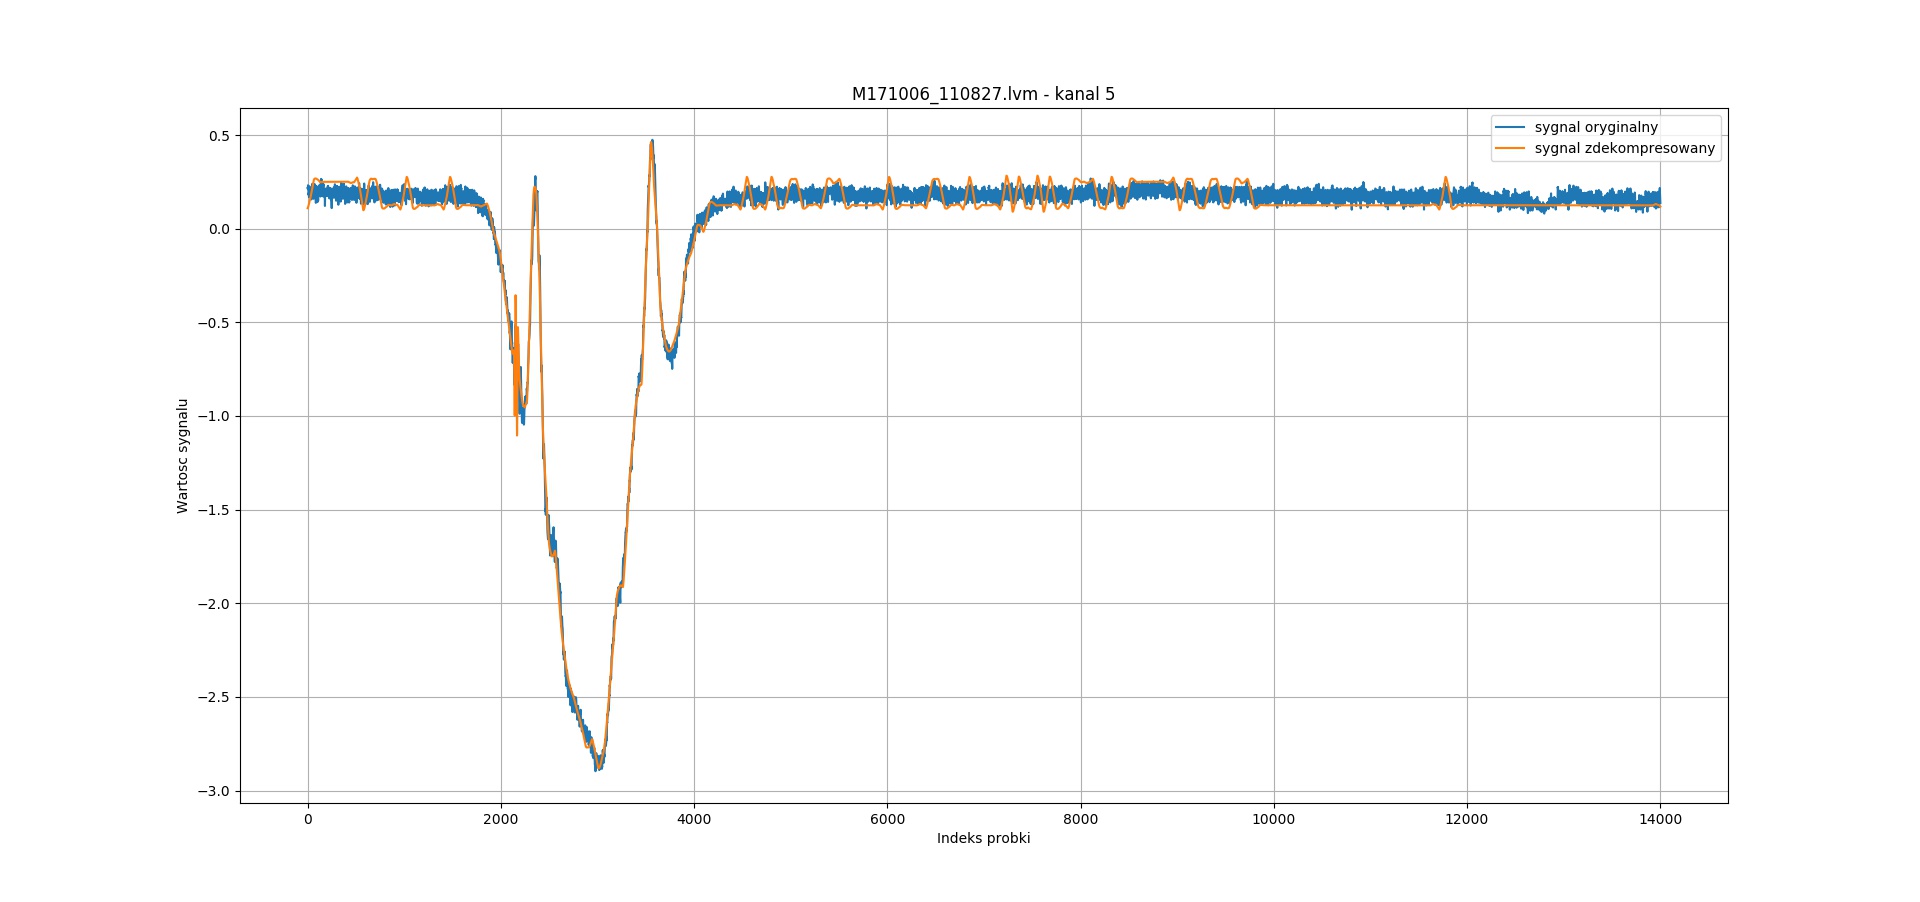 M171006_110827.lvm - kanal 5
sygnal oryginalny
sygnal zdekompresowany
Wartosc sygnalu
0.5
0.0
−0.5
−1.0
−1.5
−2.0
−2.5
−3.0
0 2000 4000 6000 8000 10000 12000 14000
Indeks probki